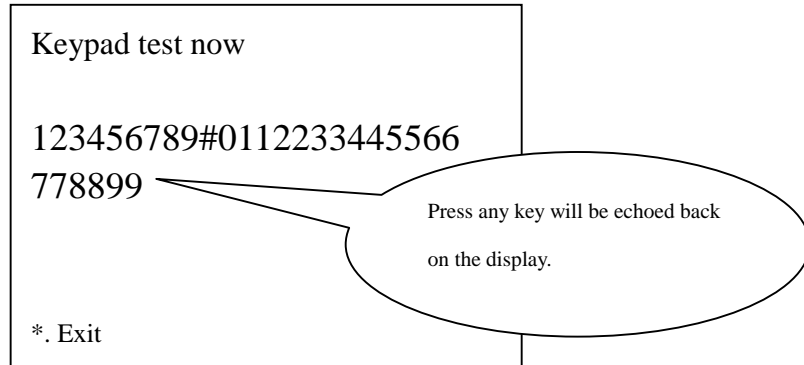 Keypad test now
123456789#0112233445566
778899
Press any key will be echoed back
on the display.
*. Exit